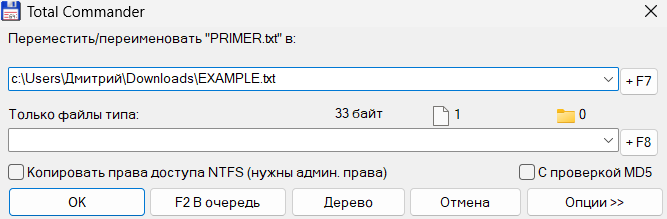 Total Commander
Переместить/переименовать "PRIMER.txt" в:
c:\Users\Дмитрий\Downloads\EXAMPLE.txt
+ F7
Только файлы типа: 33 байт 1 0
+ F8
Копировать права доступа NTFS (нужны админ. права) С проверкой MD5
OK F2 В очередь Дерево Отмена Опции >>